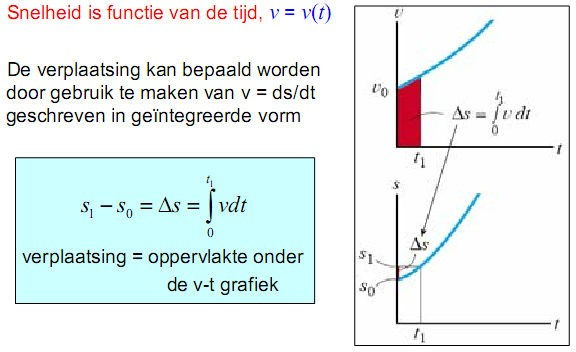 Snelheid is functie van de tijd, v = v(t)
De verplaatsing kan bepaald worden
door gebruik te maken van v = ds/dt
geschreven in geïntegreerde vorm
s₁ − s₀ = Δs = ∫₀^t₁ vdt
verplaatsing = oppervlakte onder
de v-t grafiek
v
v₀
Δs = ∫₀^t₁ v dt
t₁
t
s
Δs
s₁
s₀
t₁
t